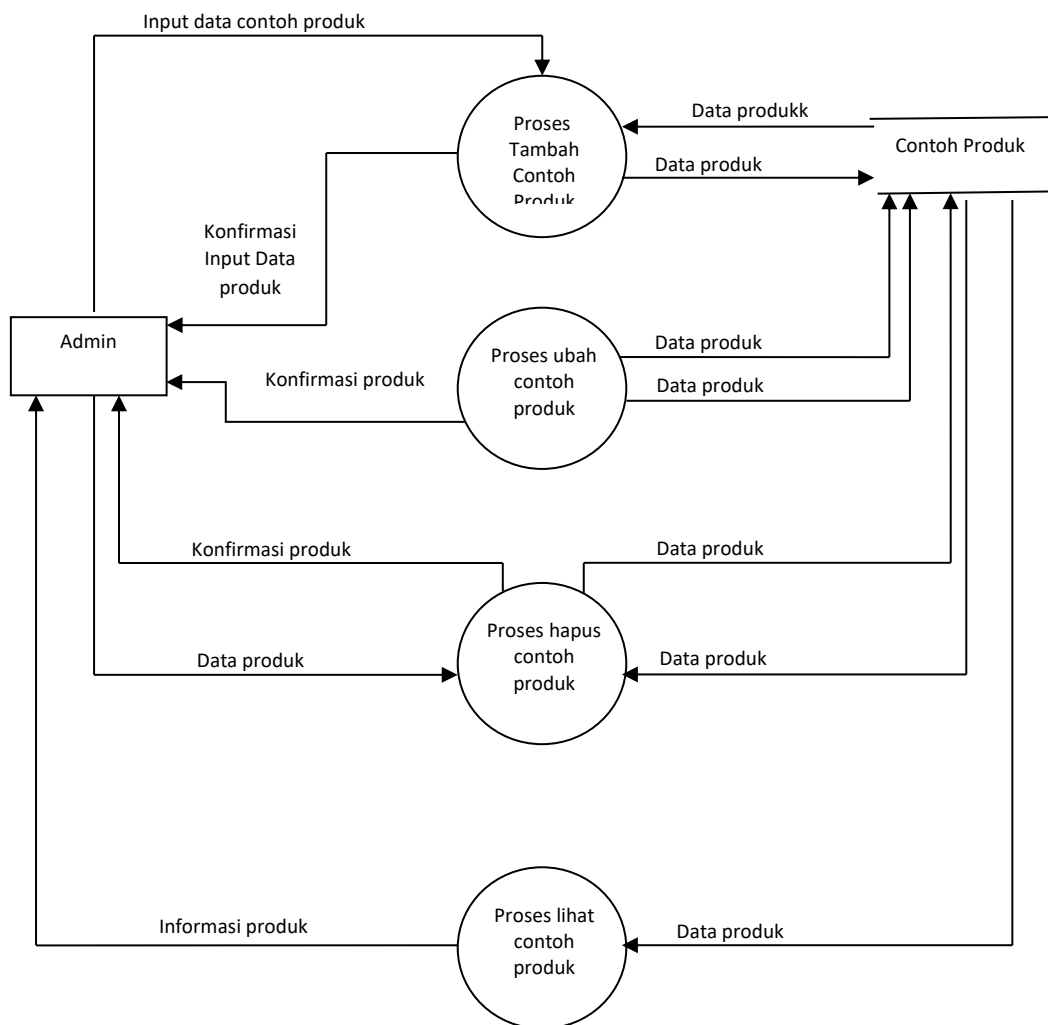 Input data contoh produk
Proses
Tambah
Contoh
Produk
Data produkk
Contoh Produk
Data produk
Konfirmasi
Input Data
produk
Admin
Proses ubah
contoh
produk
Data produk
Konfirmasi produk
Data produk
Konfirmasi produk
Data produk
Proses hapus
contoh
produk
Data produk
Data produk
Proses lihat
contoh
produk
Informasi produk
Data produk